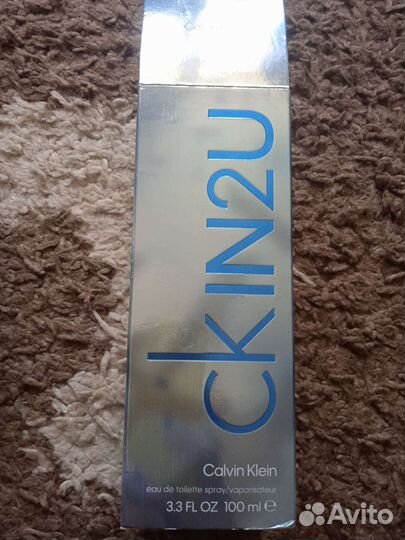 CKIN2U
Calvin Klein
eau de toilette spray/vaporisateur
3.3 FL OZ 100 ml ℮
Avito